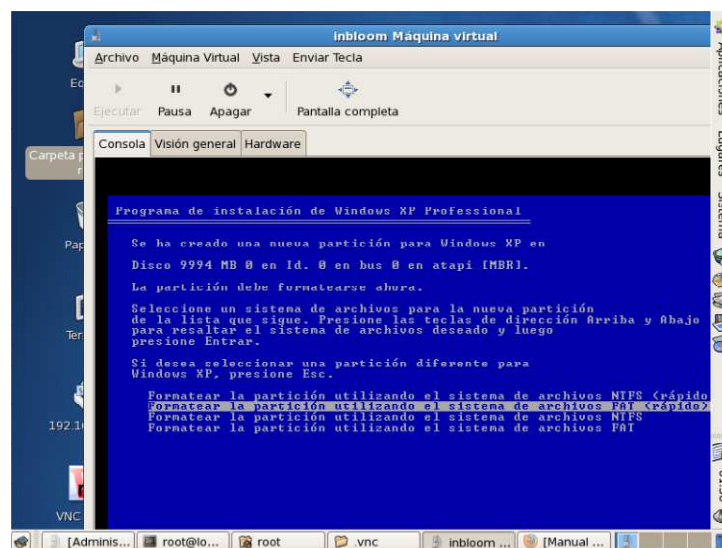 inbloom Máquina virtual
Archivo Máquina Virtual Vista Enviar Tecla
Ejecutar Pausa Apagar Pantalla completa
Consola Visión general Hardware
Programa de instalación de Windows XP Professional
Se ha creado una nueva partición para Windows XP en
Disco 9994 MB 0 en Id. 0 en bus 0 en atapi [MBR].
La partición debe formatearse ahora.
Seleccione un sistema de archivos para la nueva partición
de la lista que sigue. Presione las teclas de dirección Arriba y Abajo
para resaltar el sistema de archivos deseado y luego
presione Entrar.
Si desea seleccionar una partición diferente para
Windows XP, presione Esc.
Formatear la partición utilizando el sistema de archivos NTFS (rápido
Formatear la partición utilizando el sistema de archivos FAT (rápido)
Formatear la partición utilizando el sistema de archivos NTFS
Formatear la partición utilizando el sistema de archivos FAT
Carpeta p
Pap
Ter
192.1
VNC
Lugares
Sistema
[Adminis... root@lo... root .vnc inbloom ... [Manual ...